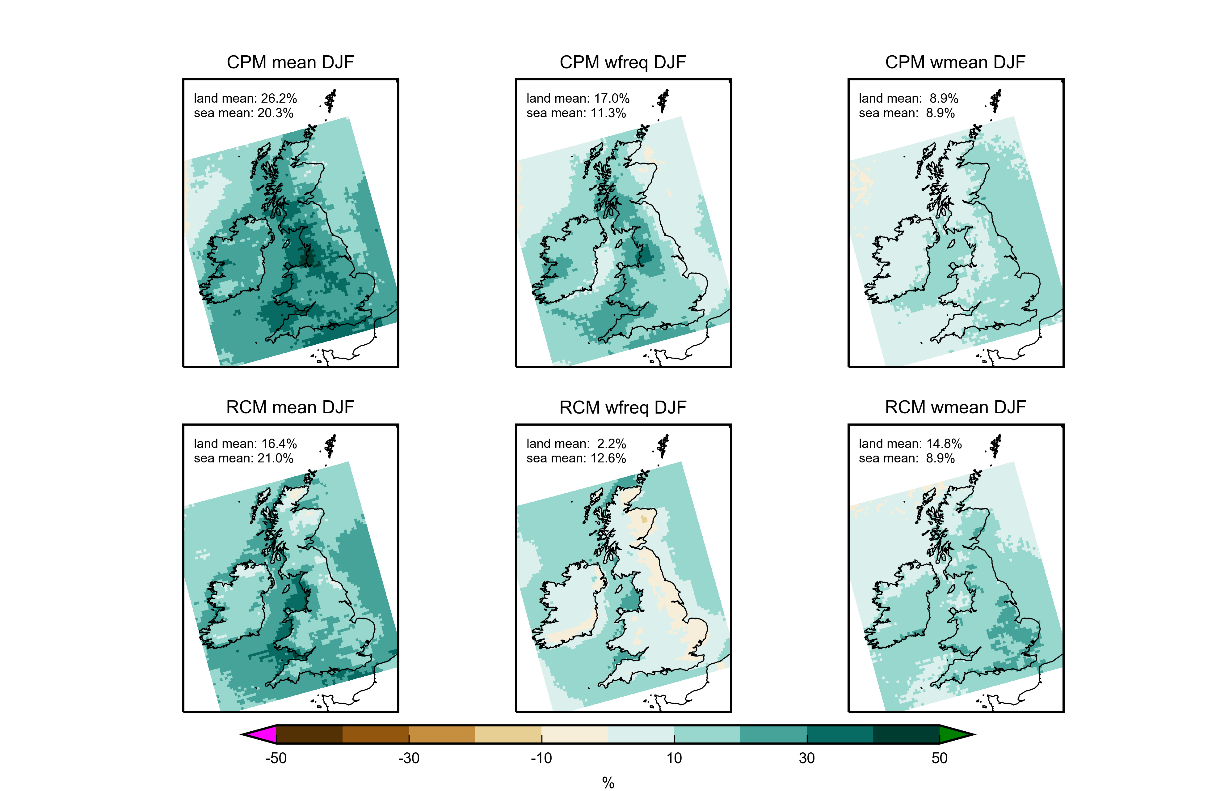 CPM mean DJF
land mean: 26.2%
sea mean: 20.3%
CPM wfreq DJF
land mean: 17.0%
sea mean: 11.3%
CPM wmean DJF
land mean: 8.9%
sea mean: 8.9%
RCM mean DJF
land mean: 16.4%
sea mean: 21.0%
RCM wfreq DJF
land mean: 2.2%
sea mean: 12.6%
RCM wmean DJF
land mean: 14.8%
sea mean: 8.9%
-50 -30 -10 10 30 50
%